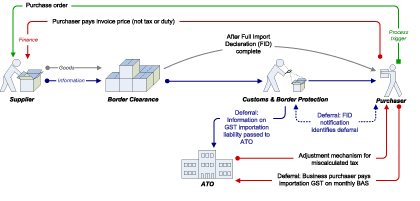 Purchase order
Purchaser pays invoice price (not tax or duty)
Finance
After Full Import
Declaration (FID)
complete
Process
trigger
Goods
Information
Supplier
Border Clearance
Customs & Border Protection
Purchaser
Deferral:
Information on
GST importation
liability passed to
ATO
Deferral: FID
notification
identifies deferral
Adjustment mechanism for
miscalculated tax
ATO
Deferral: Business purchaser pays
importation GST on monthly BAS